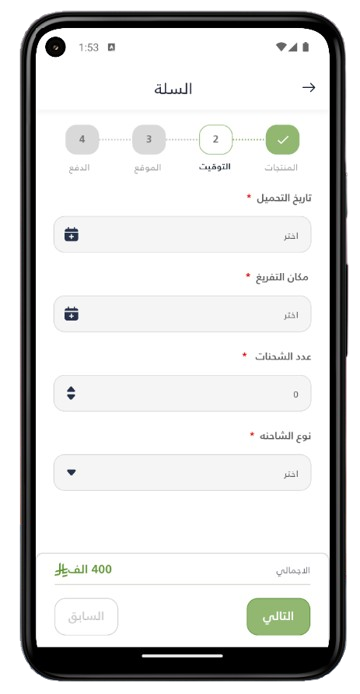 1:53
السلة
1 2 3 4
المنتجات التوقيت الموقع الدفع
تاريخ التحميل *
اختر
مكان التفريغ *
اختر
عدد الشحنات *
0
نوع الشاحنه *
اختر
الاجمالي 400 الف
التالي السابق